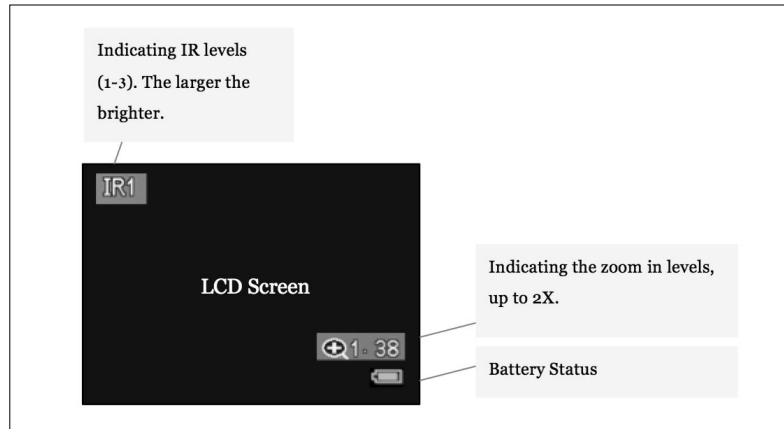 Indicating IR levels
(1-3). The larger the
brighter.
IR1
LCD Screen
Indicating the zoom in levels,
up to 2X.
1. 38
Battery Status